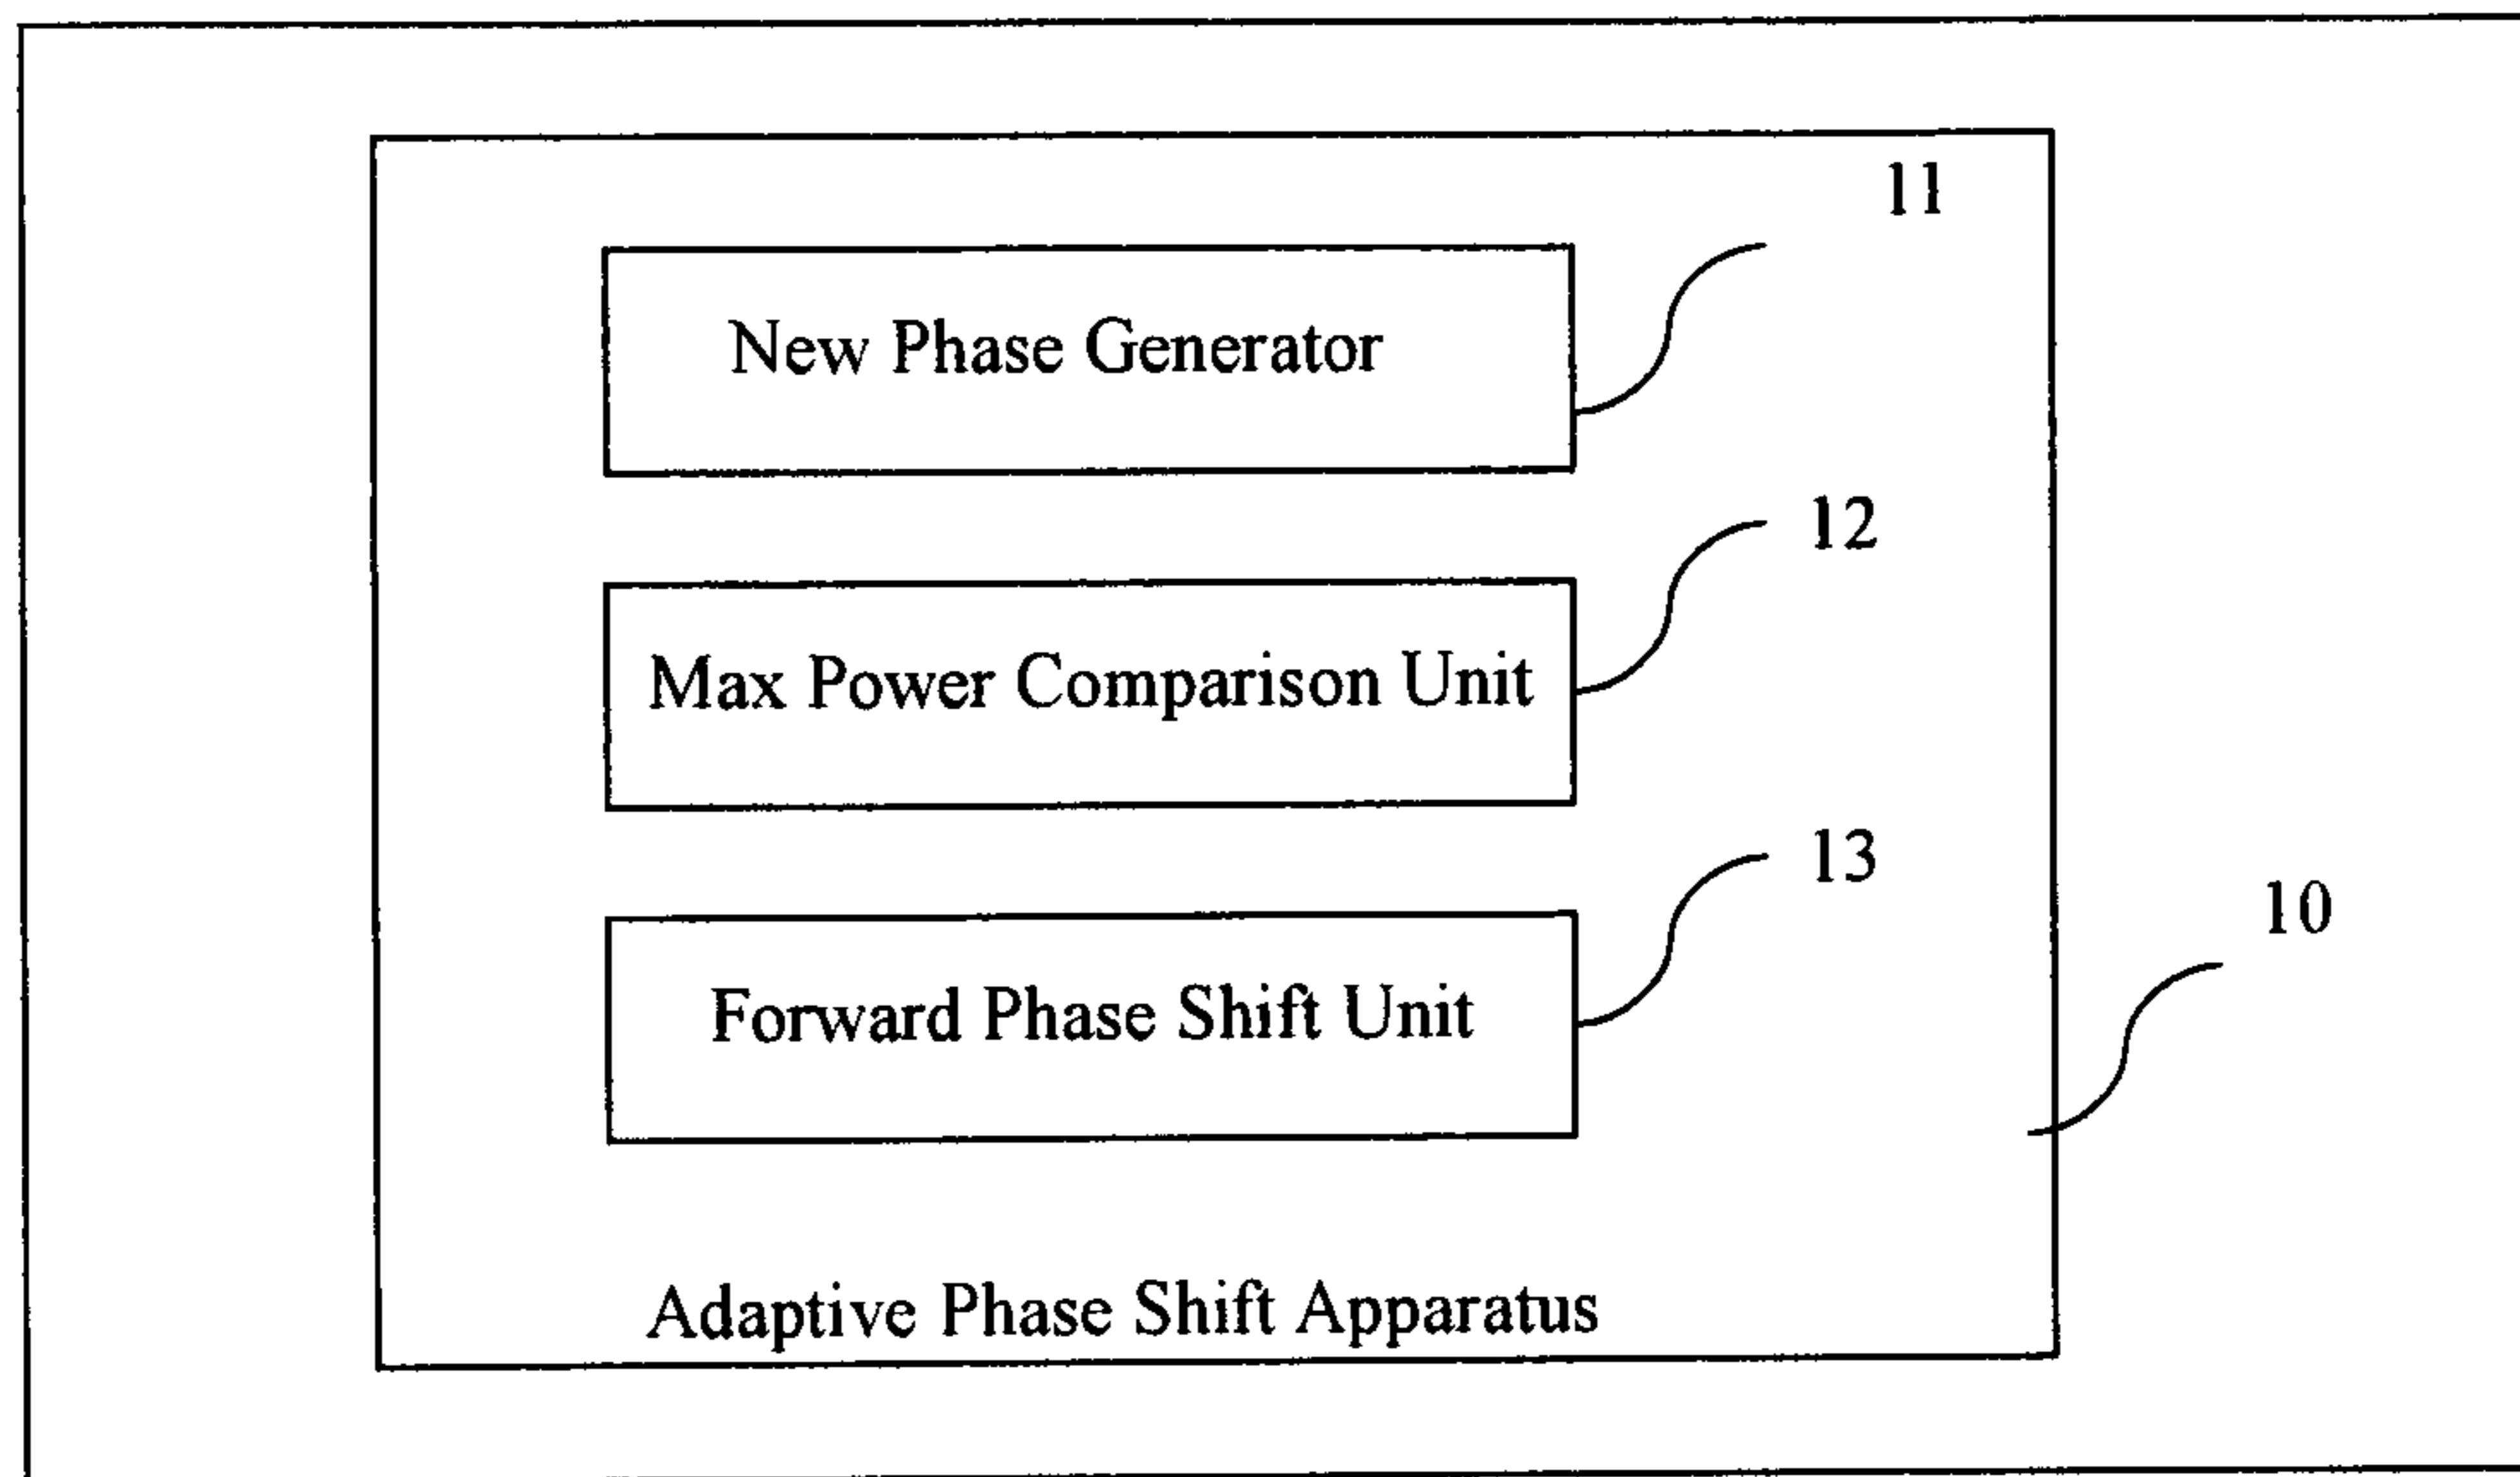 11
New Phase Generator
12
Max Power Comparison Unit
13
10
Forward Phase Shift Unit
Adaptive Phase Shift Apparatus